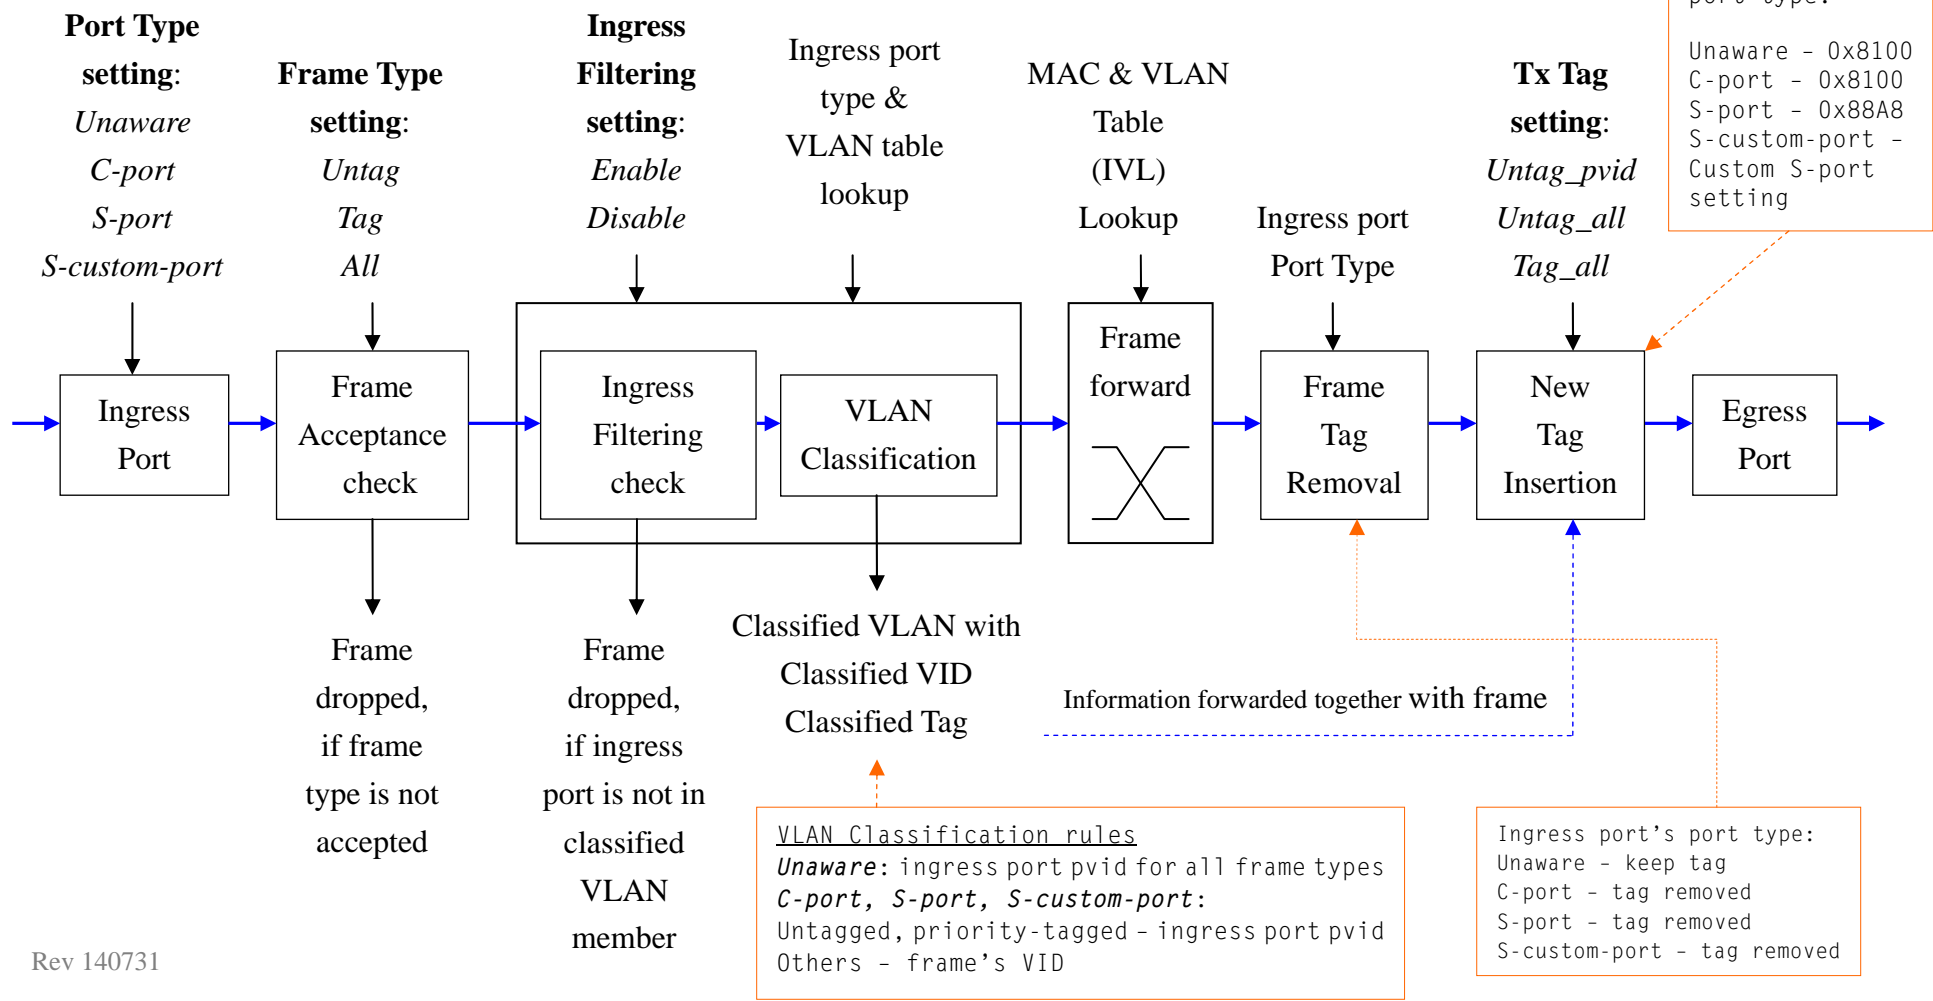 Port Type
setting:
Unaware
C-port
S-port
S-custom-port
Frame Type
setting:
Untag
Tag
All
Ingress
Filtering
setting:
Enable
Disable
Ingress port
type &
VLAN table
lookup
MAC & VLAN
Table
(IVL)
Lookup
Ingress port
Port Type
Tx Tag
setting:
Untag_pvid
Untag_all
Tag_all
port type:
Unaware – 0x8100
C-port – 0x8100
S-port – 0x88A8
S-custom-port –
Custom S-port
setting
Ingress
Port
Frame
Acceptance
check
Ingress
Filtering
check
VLAN
Classification
Frame
forward
Frame
Tag
Removal
New
Tag
Insertion
Egress
Port
Frame
dropped,
if frame
type is not
accepted
Frame
dropped,
if ingress
port is not in
classified
VLAN
member
Classified VLAN with
Classified VID
Classified Tag
Information forwarded together with frame
VLAN Classification rules
Unaware: ingress port pvid for all frame types
C-port, S-port, S-custom-port:
Untagged, priority-tagged – ingress port pvid
Others – frame's VID
Ingress port's port type:
Unaware – keep tag
C-port – tag removed
S-port – tag removed
S-custom-port – tag removed
Rev 140731